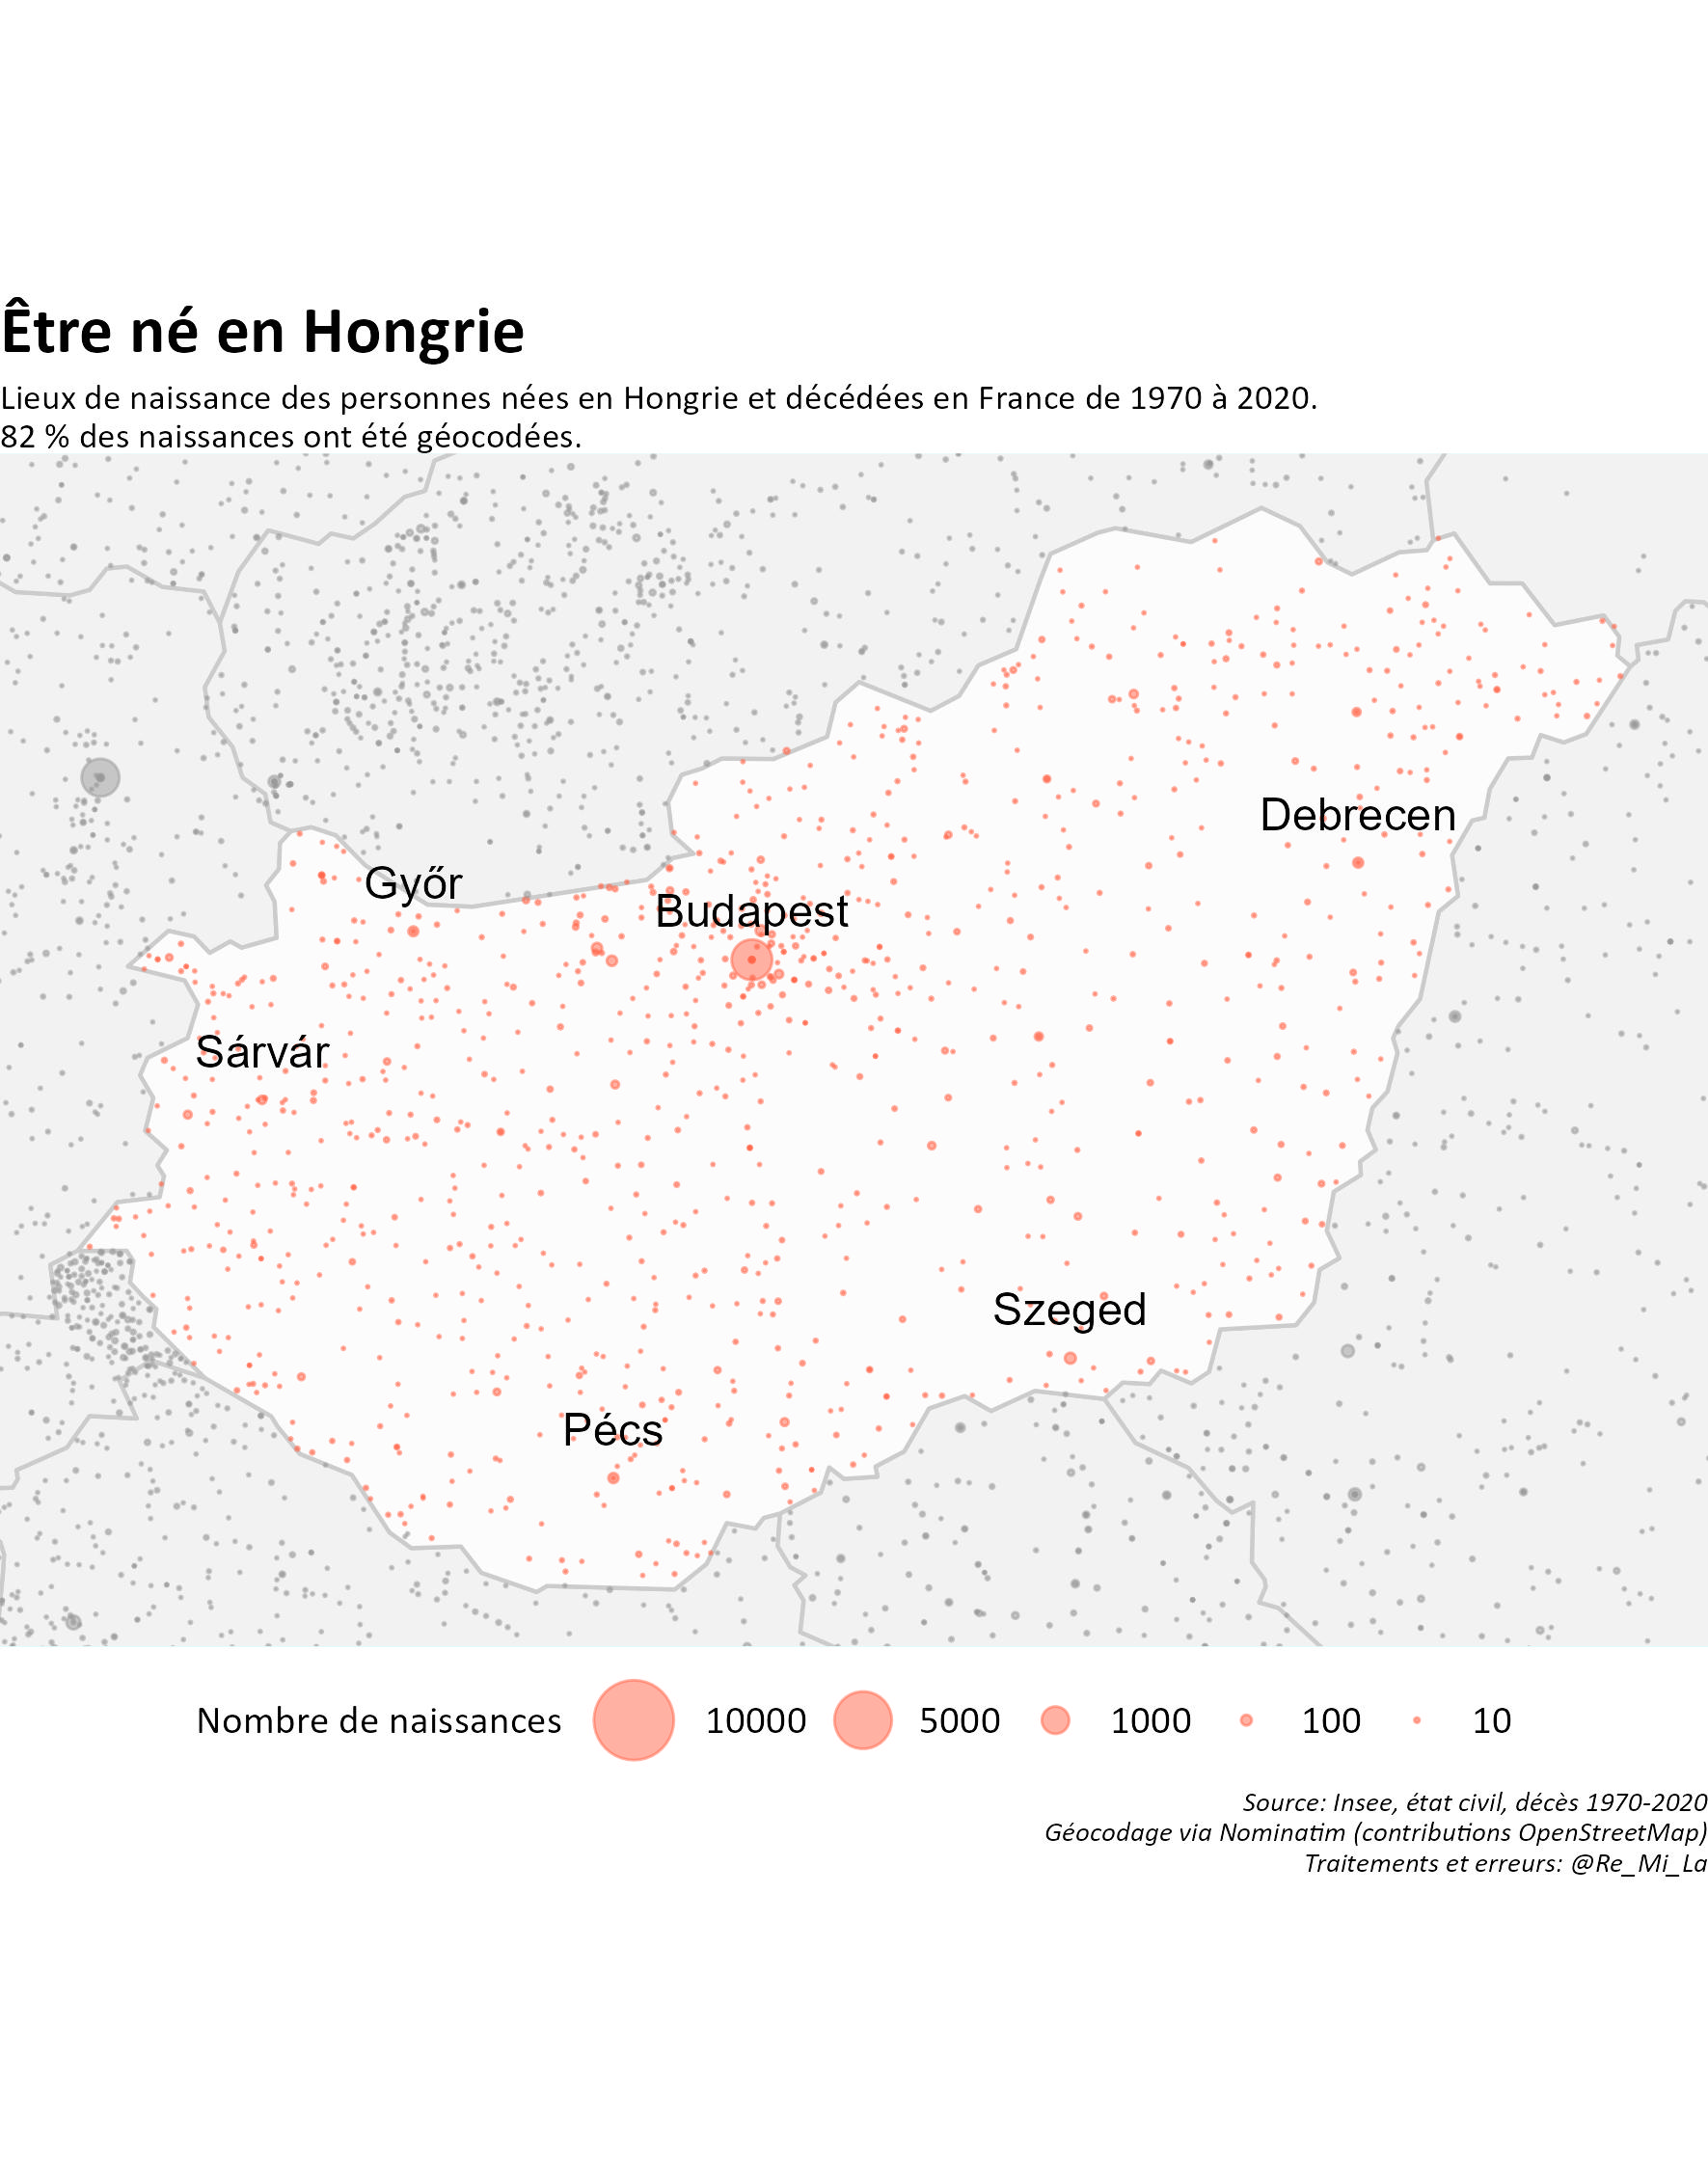 Être né en Hongrie
Lieux de naissance des personnes nées en Hongrie et décédées en France de 1970 à 2020.
82 % des naissances ont été géocodées.
Debrecen
Győr
Budapest
Sárvár
Szeged
Pécs
Nombre de naissances 10000 5000 1000 100 10
Source: Insee, état civil, décès 1970-2020
Géocodage via Nominatim (contributions OpenStreetMap)
Traitements et erreurs: @Re_Mi_La